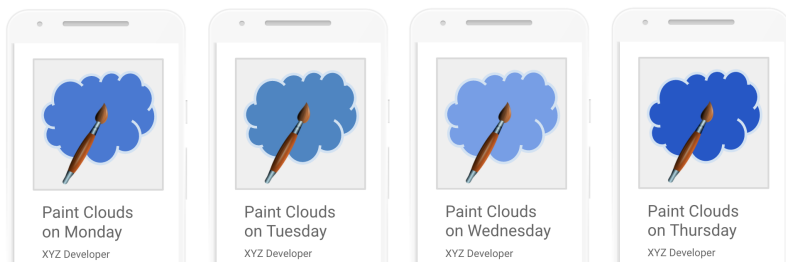 Paint Clouds
on Monday
XYZ Developer
Paint Clouds
on Tuesday
XYZ Developer
Paint Clouds
on Wednesday
XYZ Developer
Paint Clouds
on Thursday
XYZ Developer